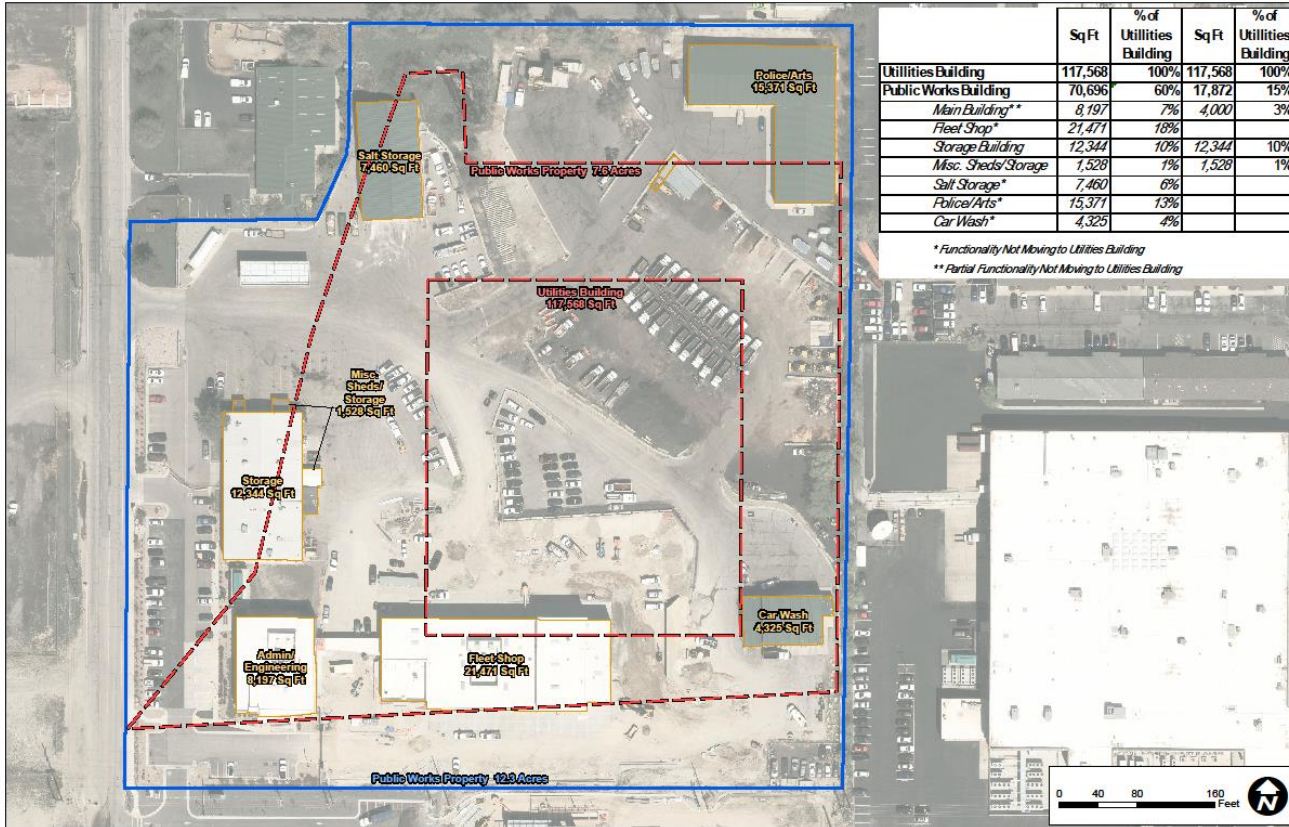 Sq Ft % of Utillities Building Sq Ft % of Utillities Building
Utillities Building 117,568 100% 117,568 100%
Public Works Building 70,696 60% 17,872 15%
Main Building** 8,197 7% 4,000 3%
Fleet Shop* 21,471 18%
Storage Building 12,344 10% 12,344 10%
Misc. Sheds/Storage 1,528 1% 1,528 1%
Salt Storage* 7,460 6%
Police/Arts* 15,371 13%
Car Wash* 4,325 4%
* Functionality Not Moving to Utilities Building
** Partial Functionality Not Moving to Utilities Building
Police/Arts
15,371 Sq Ft
Salt Storage
7,460 Sq Ft
Public Works Property 7.6 Acres
Utilities Building
117,568 Sq Ft
Misc.
Sheds/
Storage
1,528 Sq Ft
Storage
12,344 Sq Ft
Car Wash
4,325 Sq Ft
Admin/
Engineering
8,197 Sq Ft
Fleet Shop
21,471 Sq Ft
Public Works Property 12.3 Acres
0 40 80 160
Feet
N